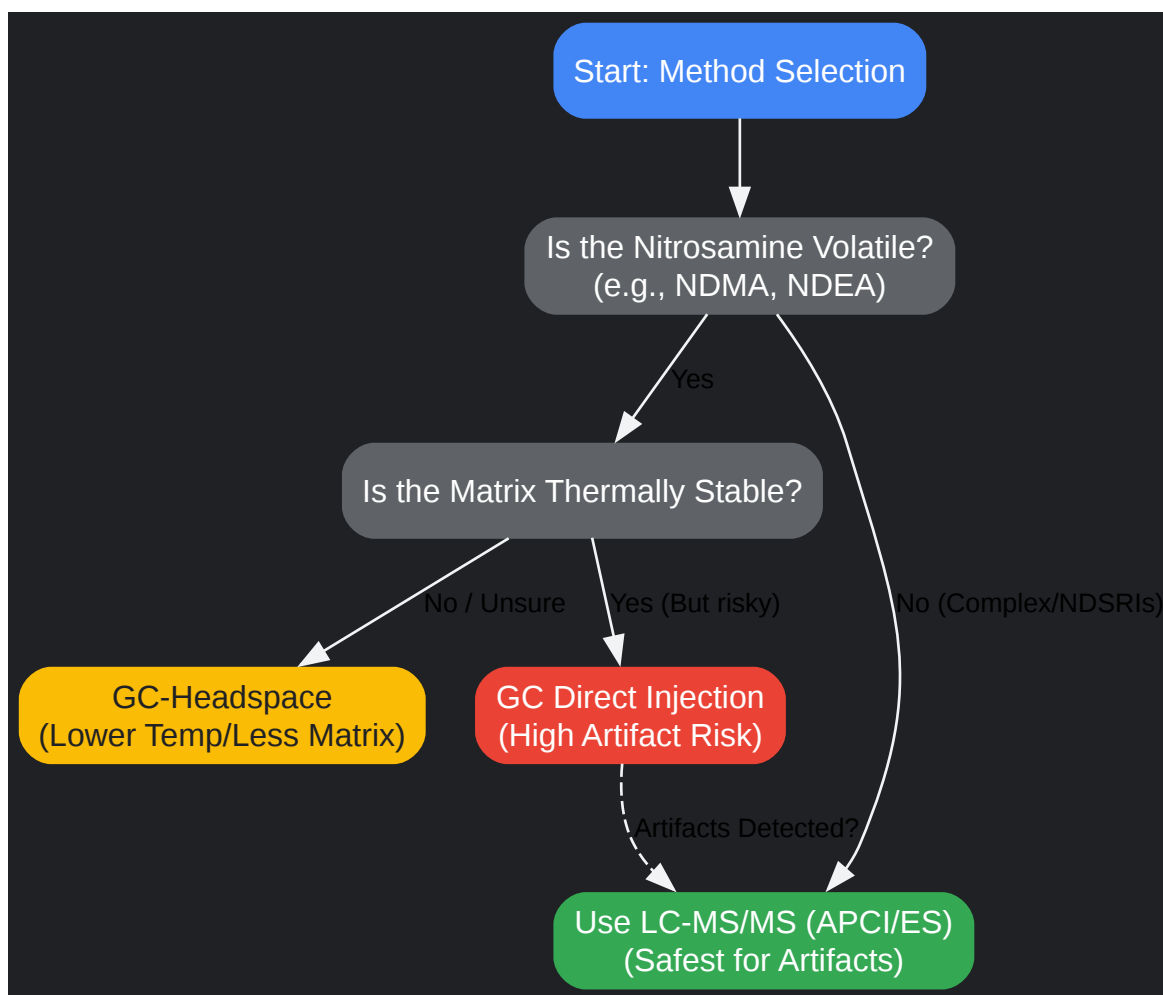 Start: Method Selection
Is the Nitrosamine Volatile?
(e.g., NDMA, NDEA)
Yes
Is the Matrix Thermally Stable?
No / Unsure
Yes (But risky)
No (Complex/NDSRIs)
GC-Headspace
(Lower Temp/Less Matrix)
GC Direct Injection
(High Artifact Risk)
Artifacts Detected?
Use LC-MS/MS (APCI/ES)
(Safest for Artifacts)